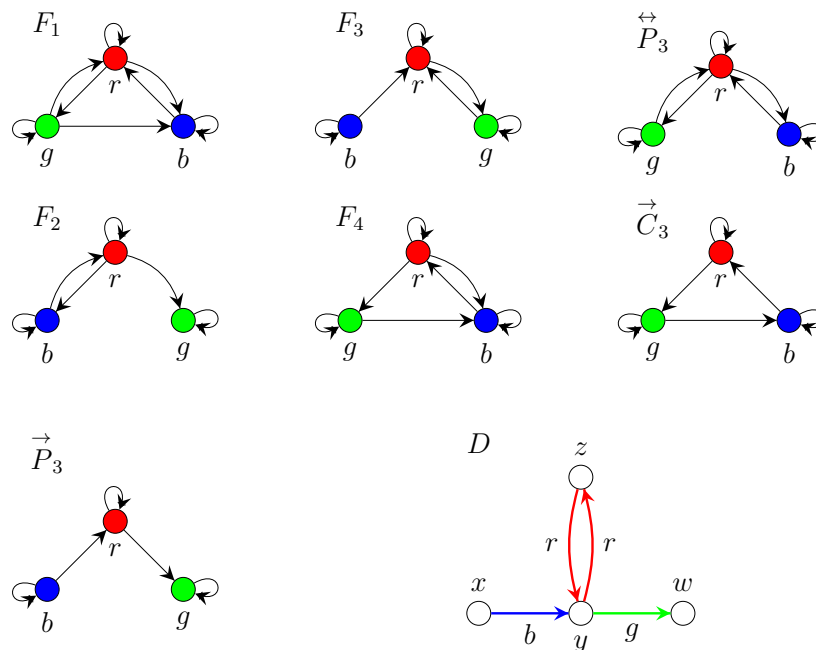 F₁ F₃ ↔P₃
r r r
g b b g g b
F₂ F₄ →C₃
r r r
b g g b g b
→P₃ D z
r r r
x w
b g b y g